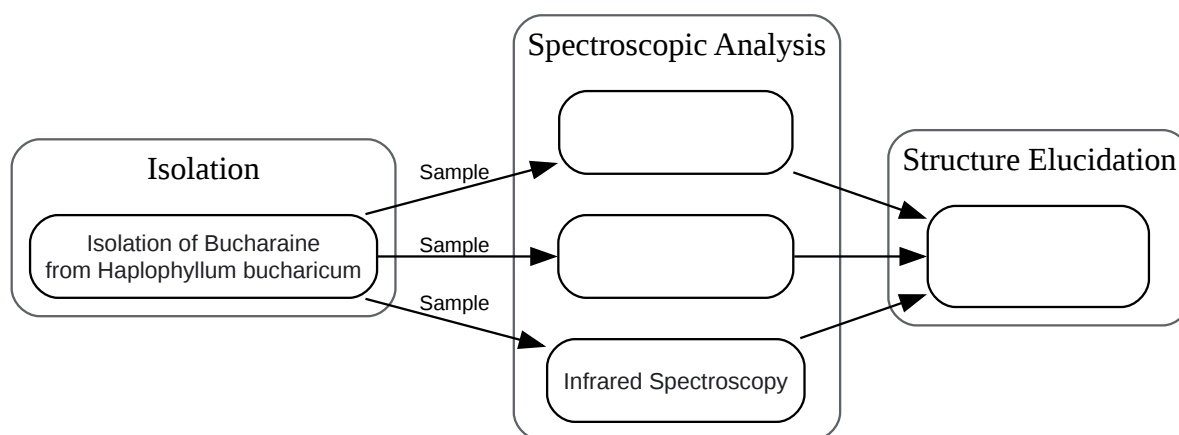 Spectroscopic Analysis
Isolation
Sample
Structure Elucidation
Isolation of Bucharaine
from Haplophyllum bucharicum
Sample
Sample
Infrared Spectroscopy